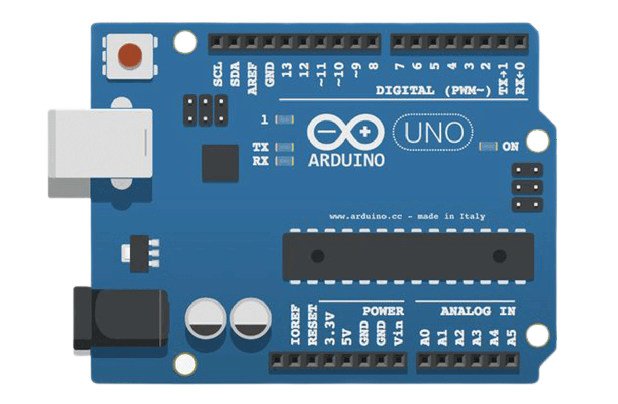 SCL
SDA
AREF
GND
13
12
~11
~10
~9
8
7
6
5
4
3
2
TX→1
RX←0
DIGITAL (PWM~)
1
TX
RX
ARDUINO
UNO
ON
www.arduino.cc - made in Italy
POWER
ANALOG IN
IOREF
RESET
3.3V
5V
GND
GND
Vin
A0
A1
A2
A3
A4
A5